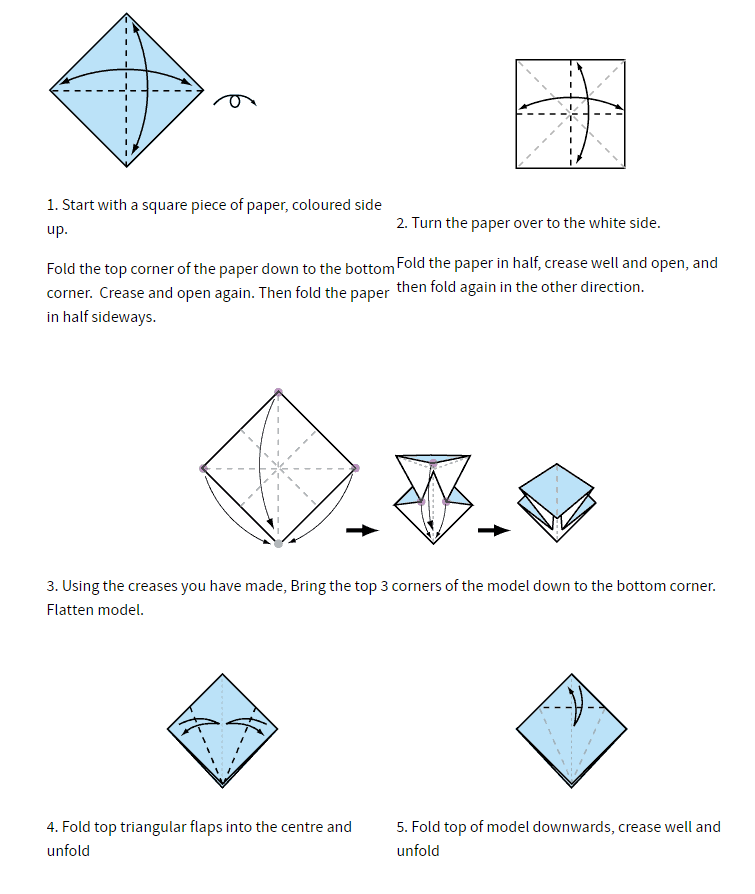 1. Start with a square piece of paper, coloured side
up.
Fold the top corner of the paper down to the bottom
corner.  Crease and open again. Then fold the paper
in half sideways.
2. Turn the paper over to the white side.
Fold the paper in half, crease well and open, and
then fold again in the other direction.
3. Using the creases you have made, Bring the top 3 corners of the model down to the bottom corner.
Flatten model.
4. Fold top triangular flaps into the centre and
unfold
5. Fold top of model downwards, crease well and
unfold